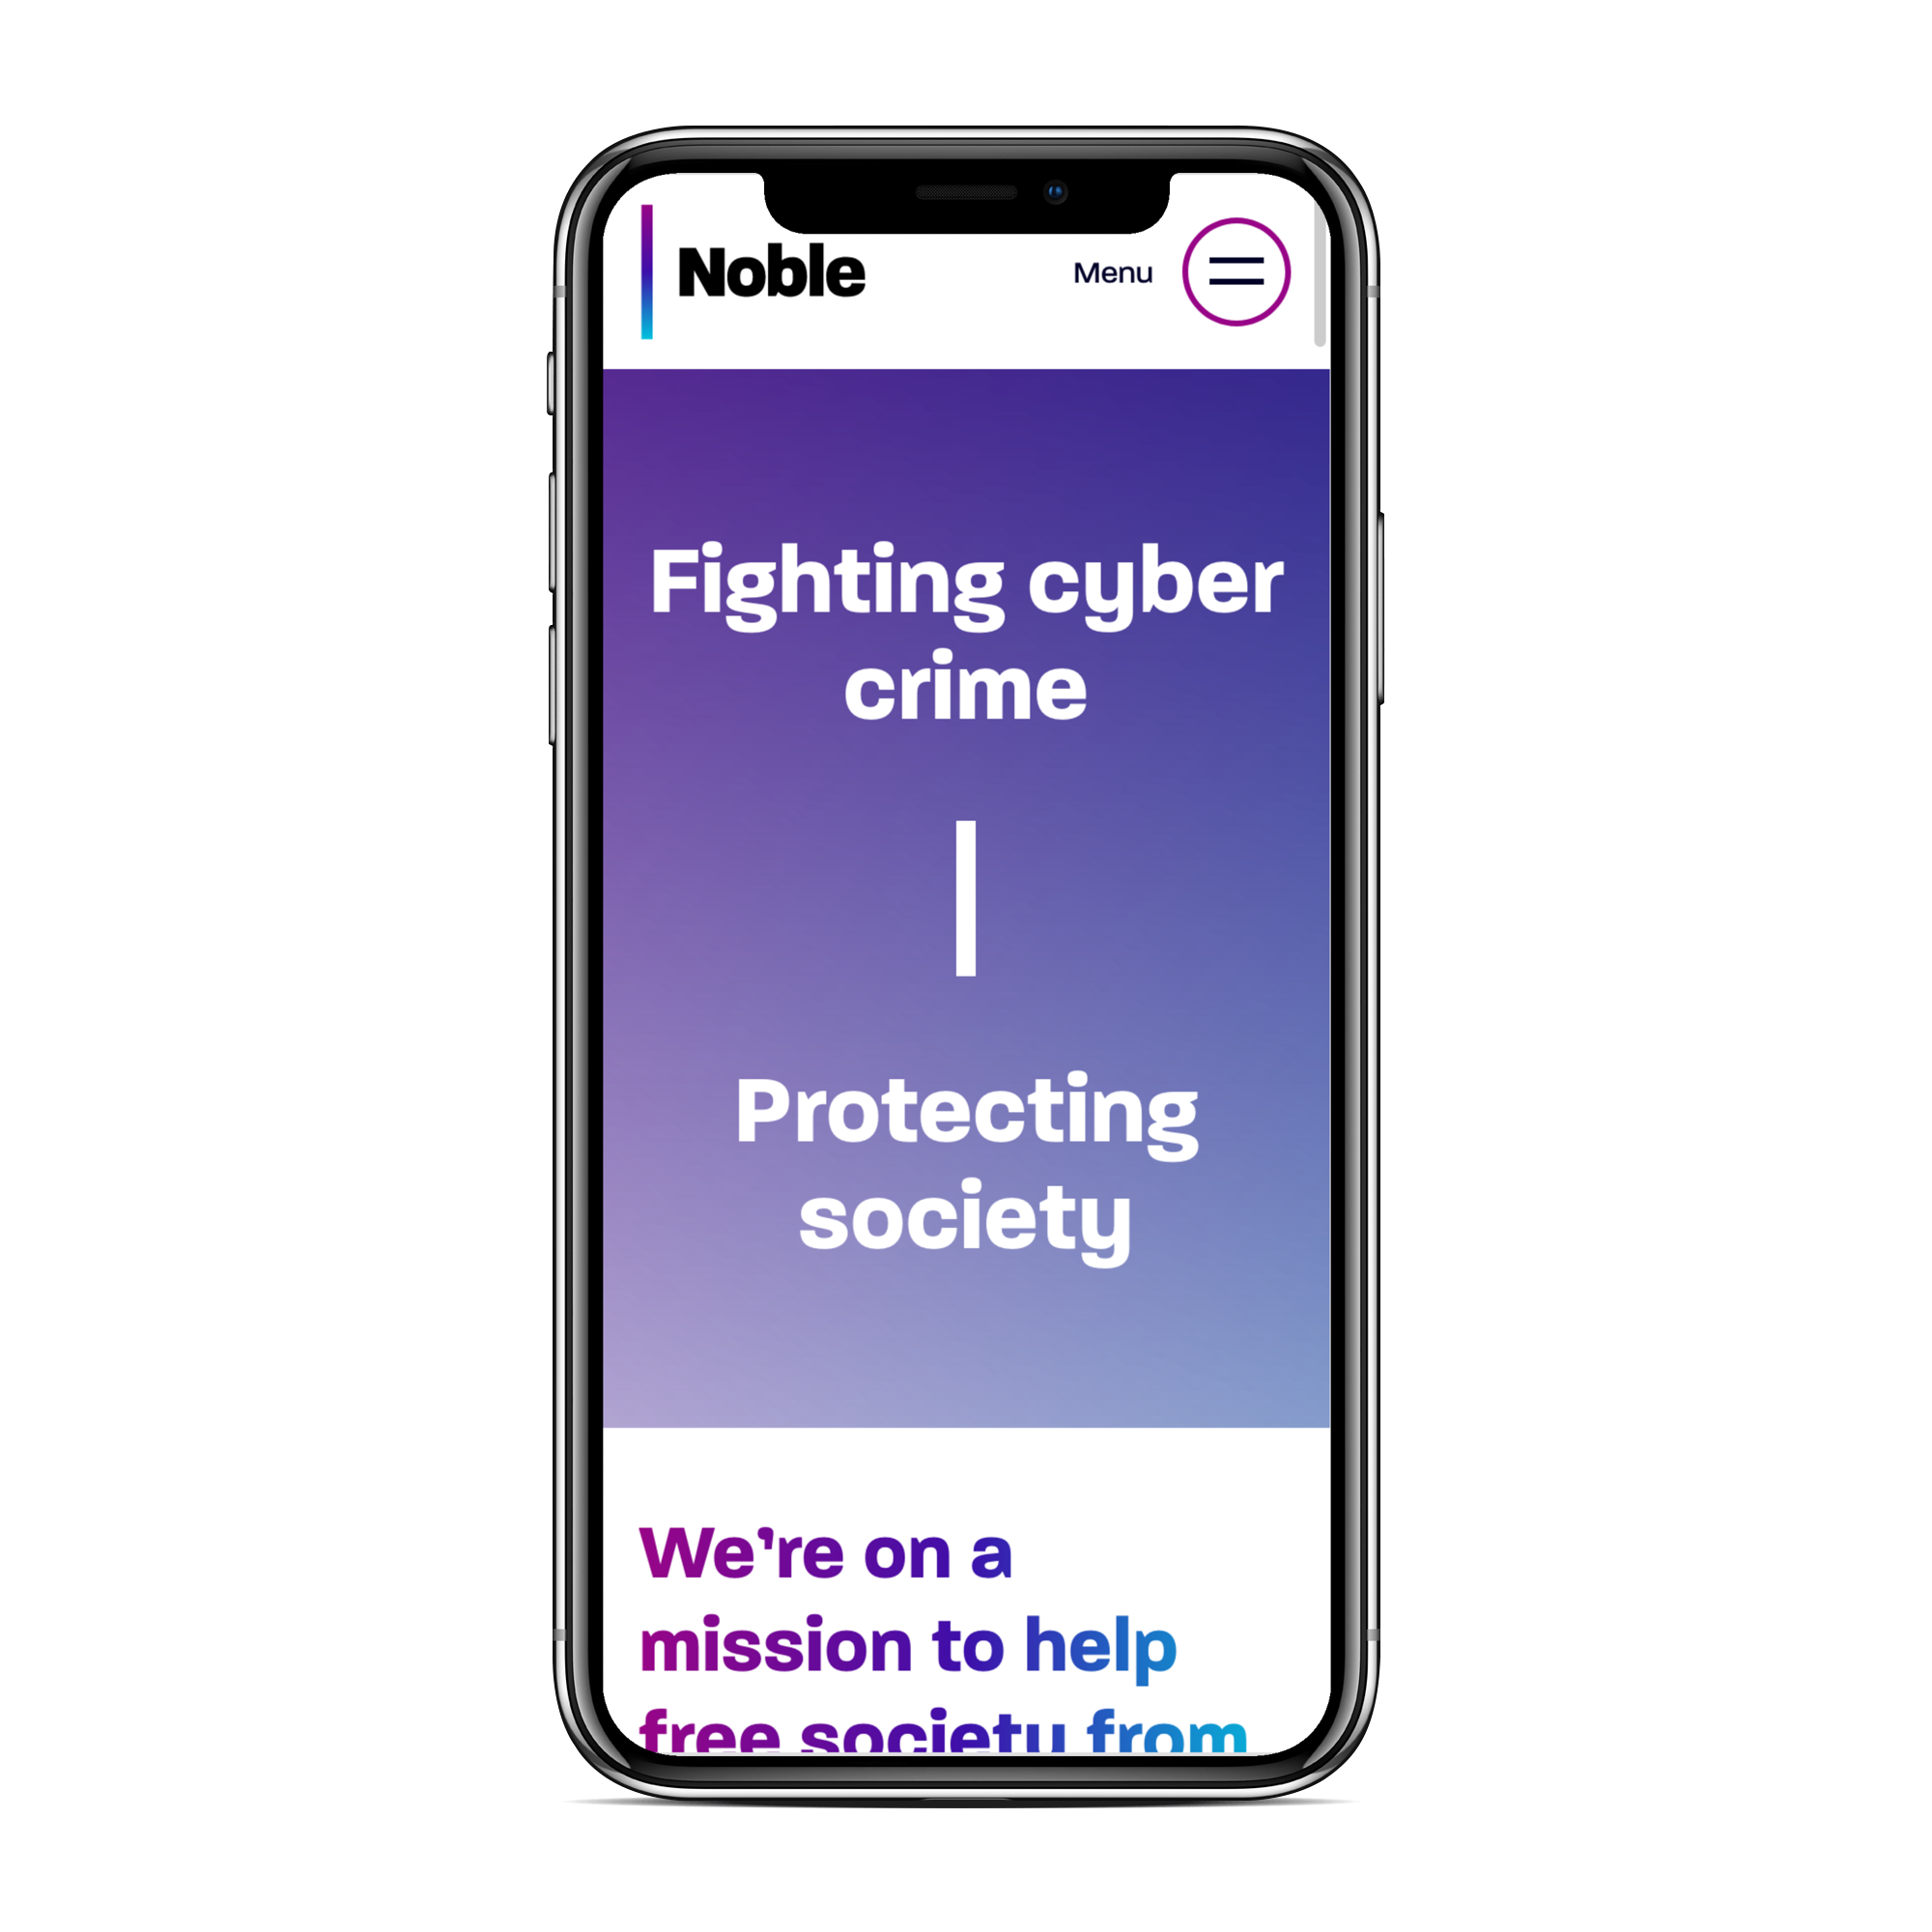 Noble
Menu
Fighting cyber
crime
Protecting
society
We're on a
mission to help
free society from